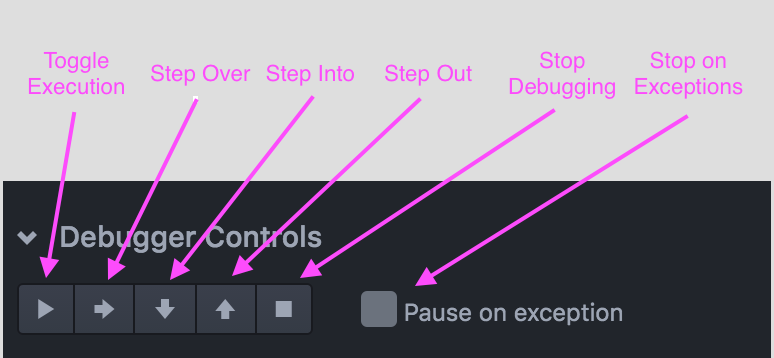 Toggle
Execution
Step Over
Step Into
Step Out
Stop
Debugging
Stop on
Exceptions
Debugger Controls
Pause on exception